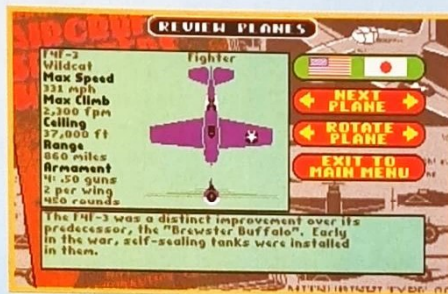 REVIEW PLANES
F4F-3
Wildcat
Fighter
Max Speed
331 mph
Max Climb
2,300 fpm
Ceiling
37,000 ft
Range
860 miles
Armament
4: .50 guns
2 per wing
450 rounds
NEXT
PLANE
ROTATE
PLANE
EXIT TO
MAIN MENU
The F4F-3 was a distinct improvement over its
predecessor, the "Brewster Buffalo". Early
in the war, self-sealing tanks were installed
in them.